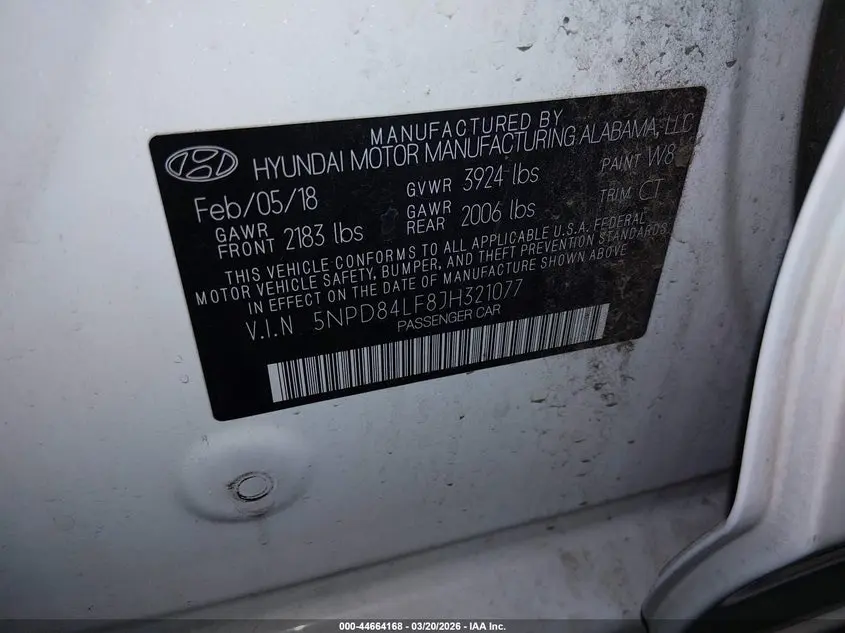 MANUFACTURED BY
HYUNDAI MOTOR MANUFACTURING ALABAMA, LLC
Feb/05/18 GVWR 3924 lbs PAINT W8
GAWR FRONT 2183 lbs GAWR REAR 2006 lbs TRIM CT
THIS VEHICLE CONFORMS TO ALL APPLICABLE U.S.A. FEDERAL
MOTOR VEHICLE SAFETY, BUMPER, AND THEFT PREVENTION STANDARDS
IN EFFECT ON THE DATE OF MANUFACTURE SHOWN ABOVE
V.I.N 5NPD84LF8JH321077
PASSENGER CAR
000-44664168 - 03/20/2026 - IAA Inc.